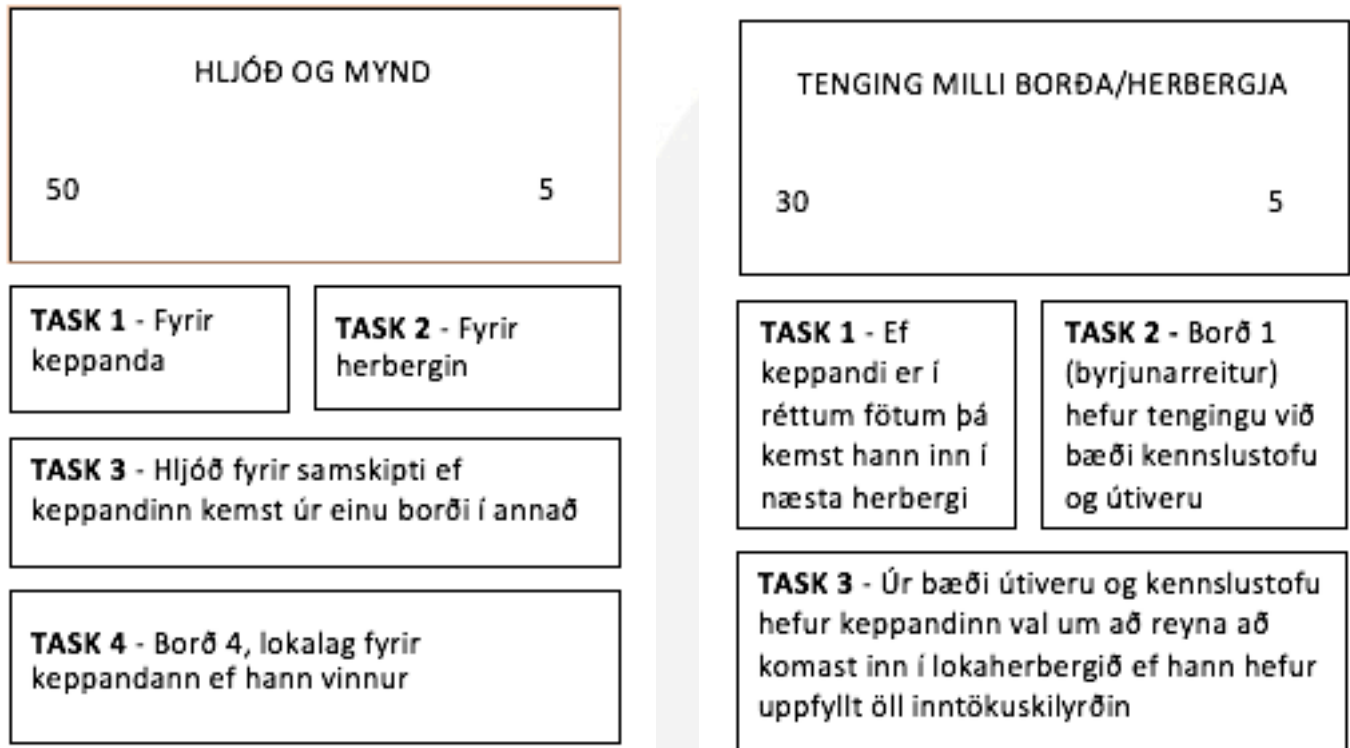 HLJÓÐ OG MYND
50 5
TASK 1 - Fyrir
keppanda
TASK 2 - Fyrir
herbergin
TASK 3 - Hljóð fyrir samskipti ef
keppandinn kemst úr einu borði í annað
TASK 4 - Borð 4, lokalag fyrir
keppandann ef hann vinnur
TENGING MILLI BORÐA/HERBERGJA
30 5
TASK 1 - Ef
keppandi er í
réttum fötum þá
kemst hann inn í
næsta herbergi
TASK 2 - Borð 1
(byrjunarreitur)
hefur tengingu við
bæði kennslustofu
og útiveru
TASK 3 - Úr bæði útiveru og kennslustofu
hefur keppandinn val um að reyna að
komast inn í lokaherbergið ef hann hefur
uppfyllt öll inntökuskilyrðin